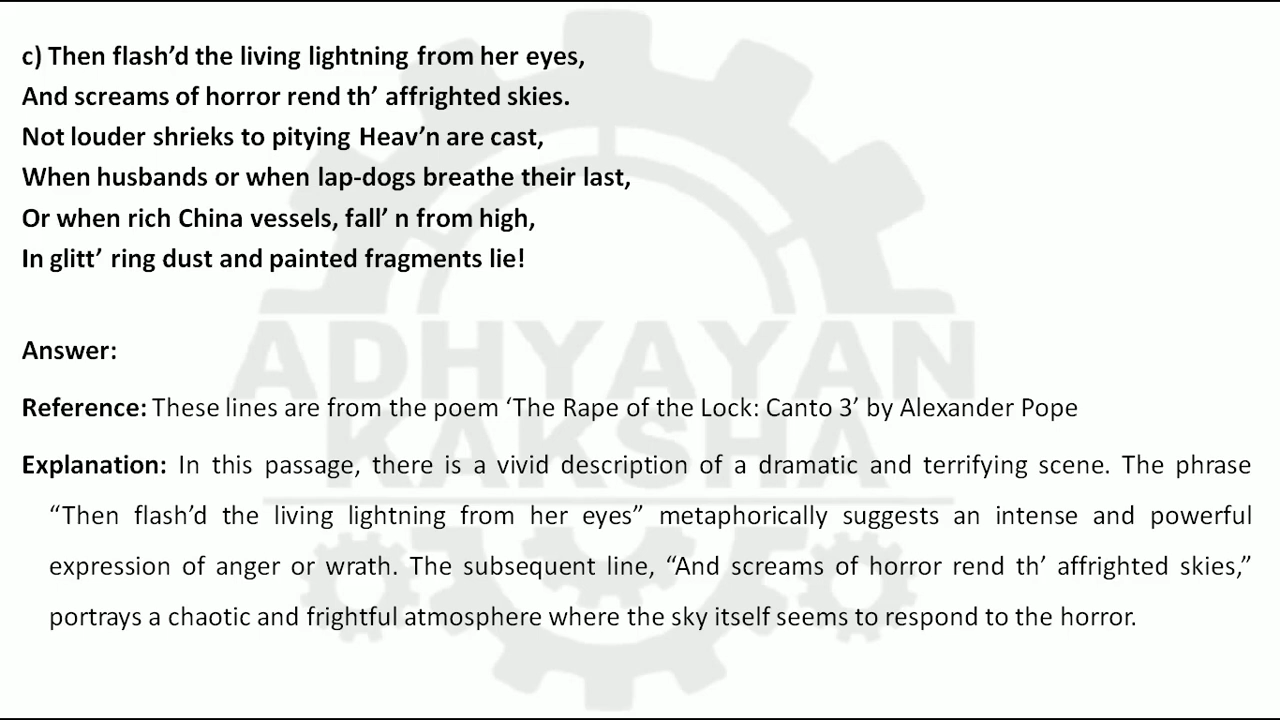 c) Then flash’d the living lightning from her eyes,
And screams of horror rend th’ affrighted skies.
Not louder shrieks to pitying Heav’n are cast,
When husbands or when lap-dogs breathe their last,
Or when rich China vessels, fall’ n from high,
In glitt’ ring dust and painted fragments lie!
ADHYAYAN
KAKSHA
Answer:
Reference: These lines are from the poem ‘The Rape of the Lock: Canto 3’ by Alexander Pope
Explanation: In this passage, there is a vivid description of a dramatic and terrifying scene. The phrase
“Then flash’d the living lightning from her eyes” metaphorically suggests an intense and powerful
expression of anger or wrath. The subsequent line, “And screams of horror rend th’ affrighted skies,”
portrays a chaotic and frightful atmosphere where the sky itself seems to respond to the horror.